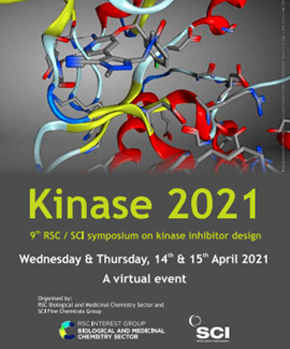 Kinase 2021
9th RSC / SCI symposium on kinase inhibitor design
Wednesday & Thursday, 14th & 15th April 2021
A virtual event
Organised by:
RSC Biological and Medicinal Chemistry Sector and
SCI Fine Chemicals Group
RSC INTEREST GROUP
BIOLOGICAL AND MEDICINAL
CHEMISTRY SECTOR
SCI